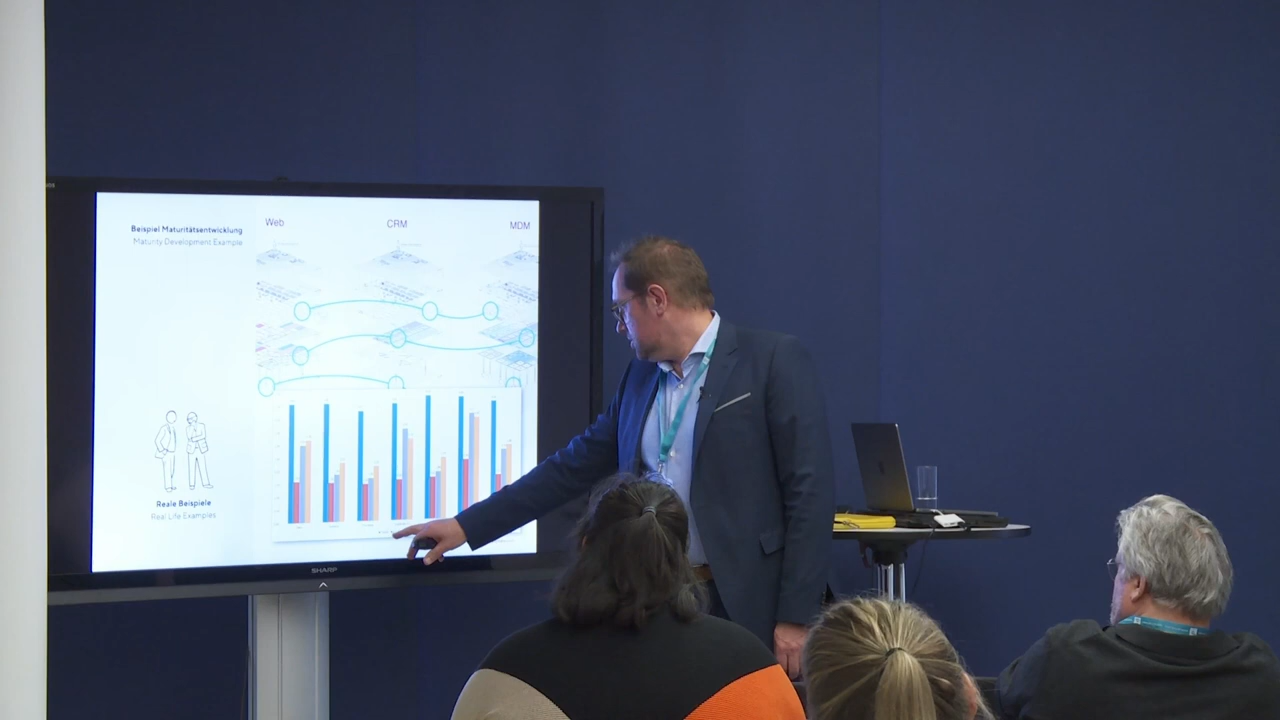 Beispiel Maturitätsentwicklung
Maturity Development Example
Web
CRM
MDM
Reale Beispiele
Real Life Examples
SHARP